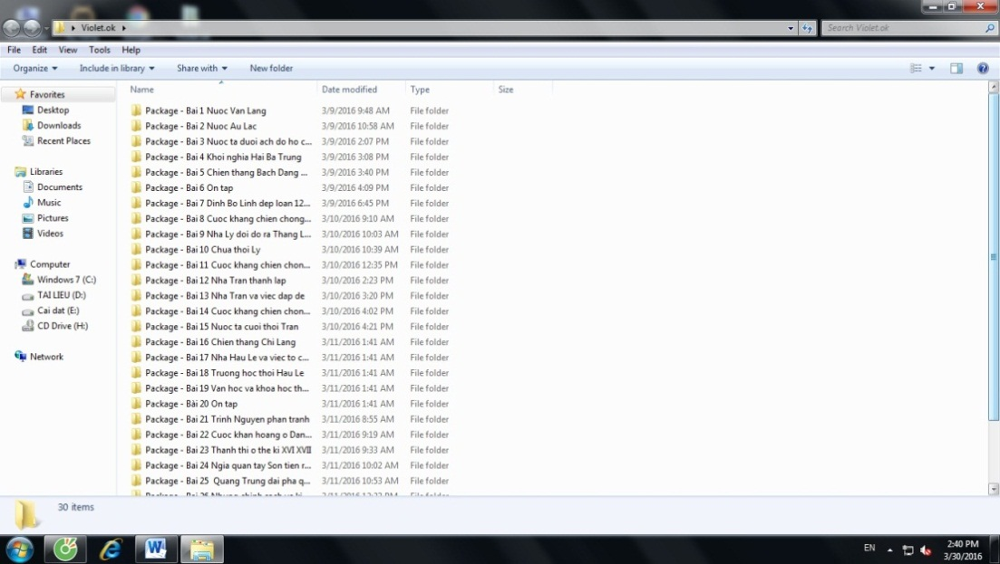 Violet.ok
Search Violet.ok
File Edit View Tools Help
Organize Include in library Share with New folder
Name Date modified Type Size
Favorites
Desktop
Downloads
Recent Places
Libraries
Documents
Music
Pictures
Videos
Computer
Windows 7 (C:)
TAI LIEU (D:)
Cai dat (E:)
CD Drive (H:)
Network
Package - Bai 1 Nuoc Van Lang 3/9/2016 9:48 AM File folder
Package - Bai 2 Nuoc Au Lac 3/9/2016 10:58 AM File folder
Package - Bai 3 Nuoc ta duoi ach do ho c... 3/9/2016 2:07 PM File folder
Package - Bai 4 Khoi nghia Hai Ba Trung 3/9/2016 3:08 PM File folder
Package - Bai 5 Chien thang Bach Dang ... 3/9/2016 3:40 PM File folder
Package - Bai 6 On tap 3/9/2016 4:09 PM File folder
Package - Bai 7 Dinh Bo Linh dep loan 12... 3/9/2016 6:45 PM File folder
Package - Bai 8 Cuoc khang chien chong... 3/10/2016 9:10 AM File folder
Package - Bai 9 Nha Ly doi do ra Thang L... 3/10/2016 10:03 AM File folder
Package - Bai 10 Chua thoi Ly 3/10/2016 10:39 AM File folder
Package - Bai 11 Cuoc khang chien chon... 3/10/2016 12:35 PM File folder
Package - Bai 12 Nha Tran thanh lap 3/10/2016 2:23 PM File folder
Package - Bai 13 Nha Tran va viec dap de 3/10/2016 3:20 PM File folder
Package - Bai 14 Cuoc khang chien chon... 3/10/2016 4:02 PM File folder
Package - Bai 15 Nuoc ta cuoi thoi Tran 3/10/2016 4:21 PM File folder
Package - Bai 16 Chien thang Chi Lang 3/11/2016 1:41 AM File folder
Package - Bai 17 Nha Hau Le va viec to c... 3/11/2016 1:41 AM File folder
Package - Bai 18 Truong hoc thoi Hau Le 3/11/2016 1:41 AM File folder
Package - Bai 19 Van hoc va khoa hoc th... 3/11/2016 1:41 AM File folder
Package - Bài 20 On tap 3/11/2016 1:41 AM File folder
Package - Bai 21 Trinh Nguyen phan tranh 3/11/2016 8:55 AM File folder
Package - Bai 22 Cuoc khan hoang o Dan... 3/11/2016 9:19 AM File folder
Package - Bai 23 Thanh thi o the ki XVI XVII 3/11/2016 9:33 AM File folder
Package - Bai 24 Ngia quan tay Son tien r... 3/11/2016 10:02 AM File folder
Package - Bai 25 Quang Trung dai pha q... 3/11/2016 10:53 AM File folder
30 items
EN
2:40 PM
3/30/2016